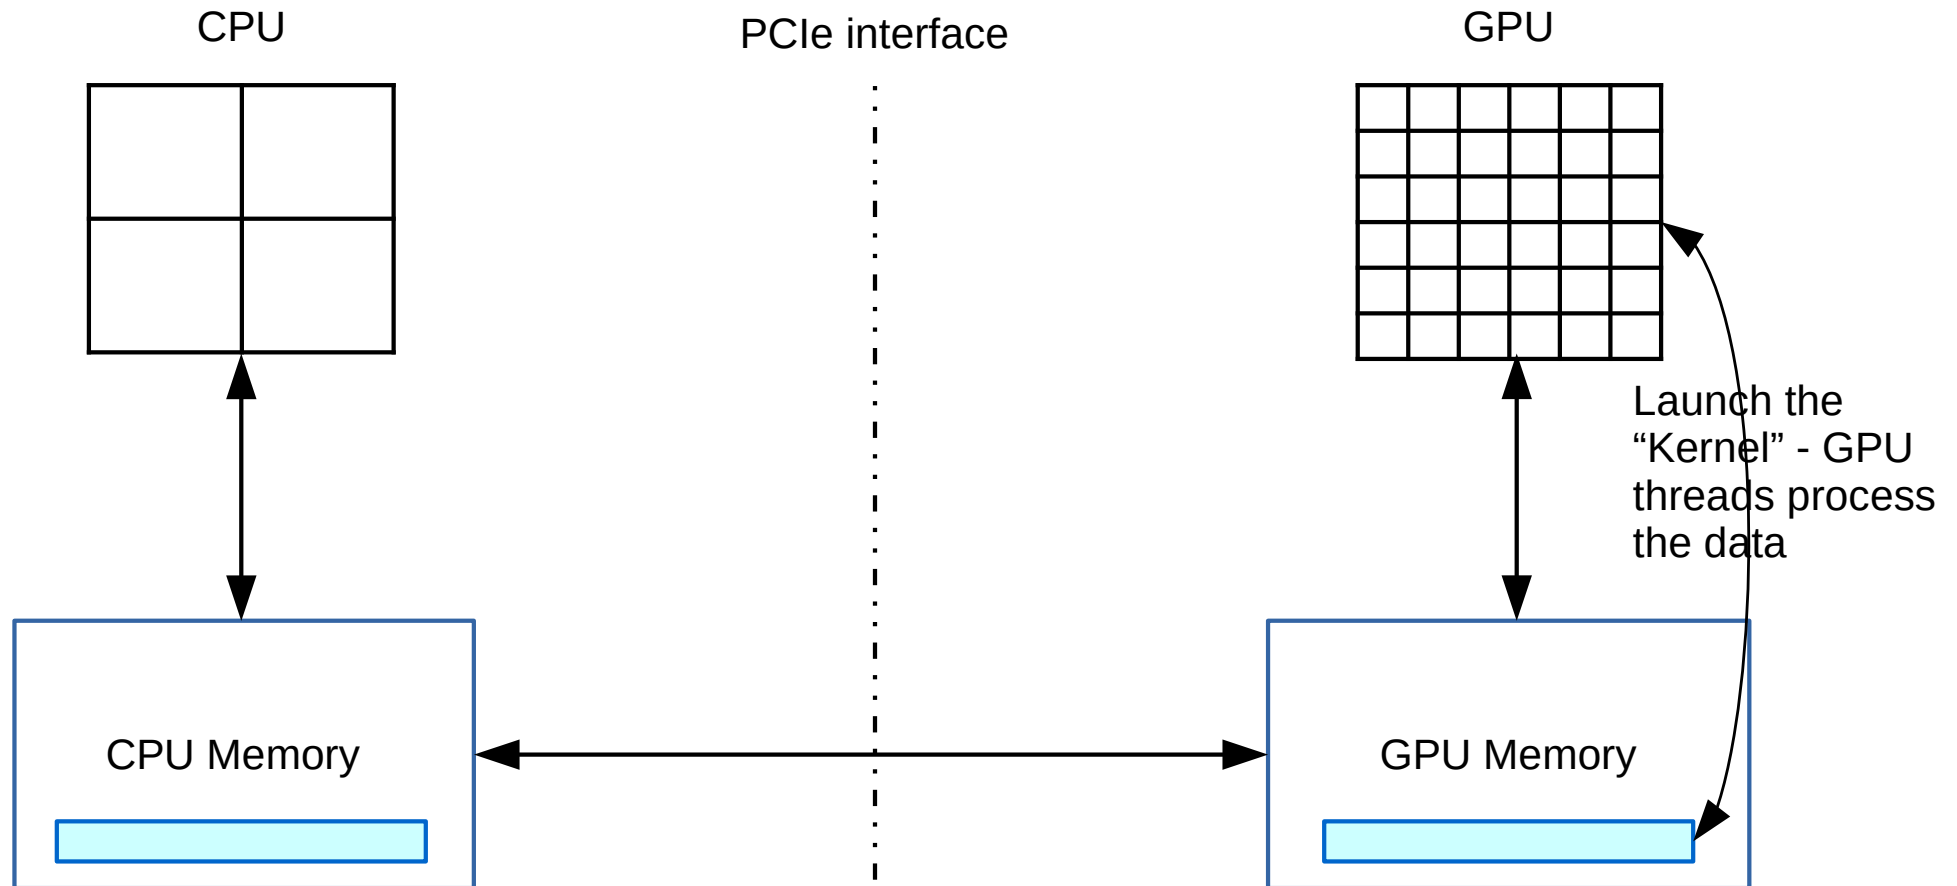 CPU
PCIe interface
GPU
Launch the
“Kernel” - GPU
threads process
the data
CPU Memory
GPU Memory